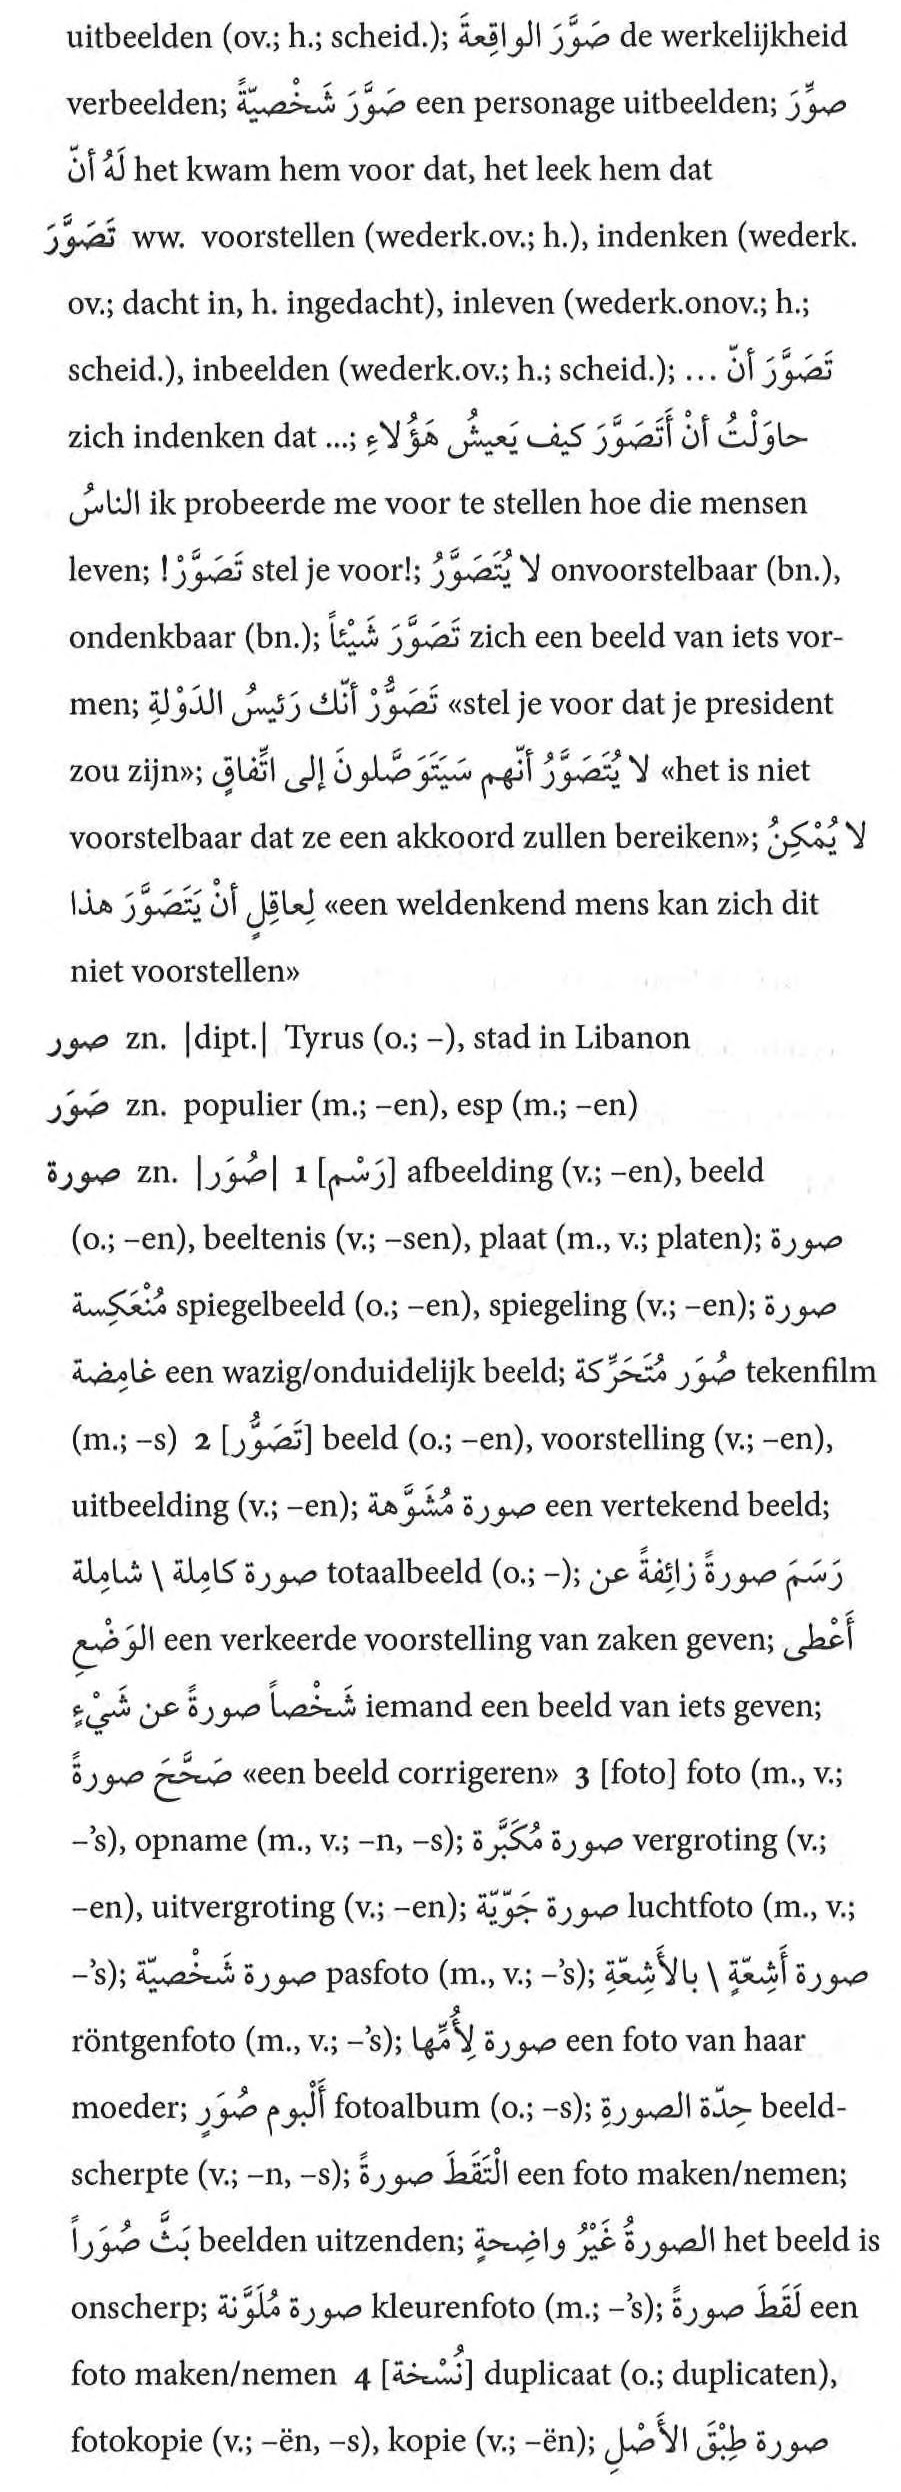 uitbeelden (ov.; h.; scheid.); صَوَّرَ الواقِعةَ de werkelijkheid
verbeelden; صَوَّرَ شَخْصيّةً een personage uitbeelden; صوِّرَ
لَهُ أنّ het kwam hem voor dat, het leek hem dat
تَصَوَّرَ ww. voorstellen (wederk.ov.; h.), indenken (wederk.
ov.; dacht in, h. ingedacht), inleven (wederk.onov.; h.;
scheid.), inbeelden (wederk.ov.; h.; scheid.); تَصَوَّرَ أنّ ...
zich indenken dat ...; حاوَلْتُ أنْ أَتَصَوَّرَ كيف يَعيشُ هَؤُلاءِ
الناسُ ik probeerde me voor te stellen hoe die mensen
leven; تَصَوَّرْ! stel je voor!; لا يُتَصَوَّرُ onvoorstelbaar (bn.),
ondenkbaar (bn.); تَصَوَّرَ شَيْئاً zich een beeld van iets vor-
men; تَصَوُّرْ أنّك رَئيسُ الدَوْلةِ «stel je voor dat je president
zou zijn»; لا يُتَصَوَّرُ أنّهم سَيَتَوَصَّلونَ إلى اتِّفاقٍ «het is niet
voorstelbaar dat ze een akkoord zullen bereiken»; لا يُمْكِنُ
لِعاقِلٍ أنْ يَتَصَوَّرَ هذا «een weldenkend mens kan zich dit
niet voorstellen»
صور zn. |dipt.| Tyrus (o.; –), stad in Libanon
صَوَر zn. populier (m.; –en), esp (m.; –en)
صورة zn. |صُوَر| 1 [رَسْم] afbeelding (v.; –en), beeld
(o.; –en), beeltenis (v.; –sen), plaat (m., v.; platen); صورة
مُنْعَكِسة spiegelbeeld (o.; –en), spiegeling (v.; –en); صورة
غامِضة een wazig/onduidelijk beeld; صُوَر مُتَحَرِّكة tekenfilm
(m.; –s) 2 [تَصَوُّر] beeld (o.; –en), voorstelling (v.; –en),
uitbeelding (v.; –en); صورة مُشَوَّهة een vertekend beeld;
صورة كامِلة \ شامِلة totaalbeeld (o.; –); رَسَمَ صورةً زائِفةً عن
الوَضْعِ een verkeerde voorstelling van zaken geven; أَعْطى
شَخْصاً صورةً عن شَيْءٍ iemand een beeld van iets geven;
صَحَّحَ صورةً «een beeld corrigeren» 3 [foto] foto (m., v.;
–’s), opname (m., v.; –n, –s); صورة مُكَبَّرة vergroting (v.;
–en), uitvergroting (v.; –en); صورة جَوّيّة luchtfoto (m., v.;
–’s); صورة شَخْصيّة pasfoto (m., v.; –’s); صورة أَشِعّةٍ \ بالأَشِعّةِ
röntgenfoto (m., v.; –’s); صورة لِأُمِّها een foto van haar
moeder; أَلْبوم صُوَرٍ fotoalbum (o.; –s); حِدّة الصورةِ beeld-
scherpte (v.; –n, –s); الْتَقَطَ صورةً een foto maken/nemen;
بَثَّ صُوَراً beelden uitzenden; الصورةُ غَيْرُ واضِحةٍ het beeld is
onscherp; صورة مُلَوَّنة kleurenfoto (m.; –’s); لَقَطَ صورةً een
foto maken/nemen 4 [نُسْخة] duplicaat (o.; duplicaten),
fotokopie (v.; –ën, –s), kopie (v.; –ën); صورة طِبْقَ الأَصْلِ